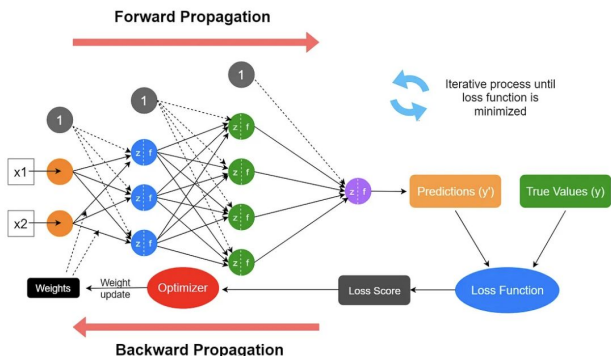 Forward Propagation
1
1
1
Iterative process until
loss function is
minimized
z f
z f
x1
z f
z f
z f
z f
Predictions (y')
True Values (y)
x2
z f
z f
z f
Weights
Weight
update
Optimizer
Loss Score
Loss Function
Backward Propagation